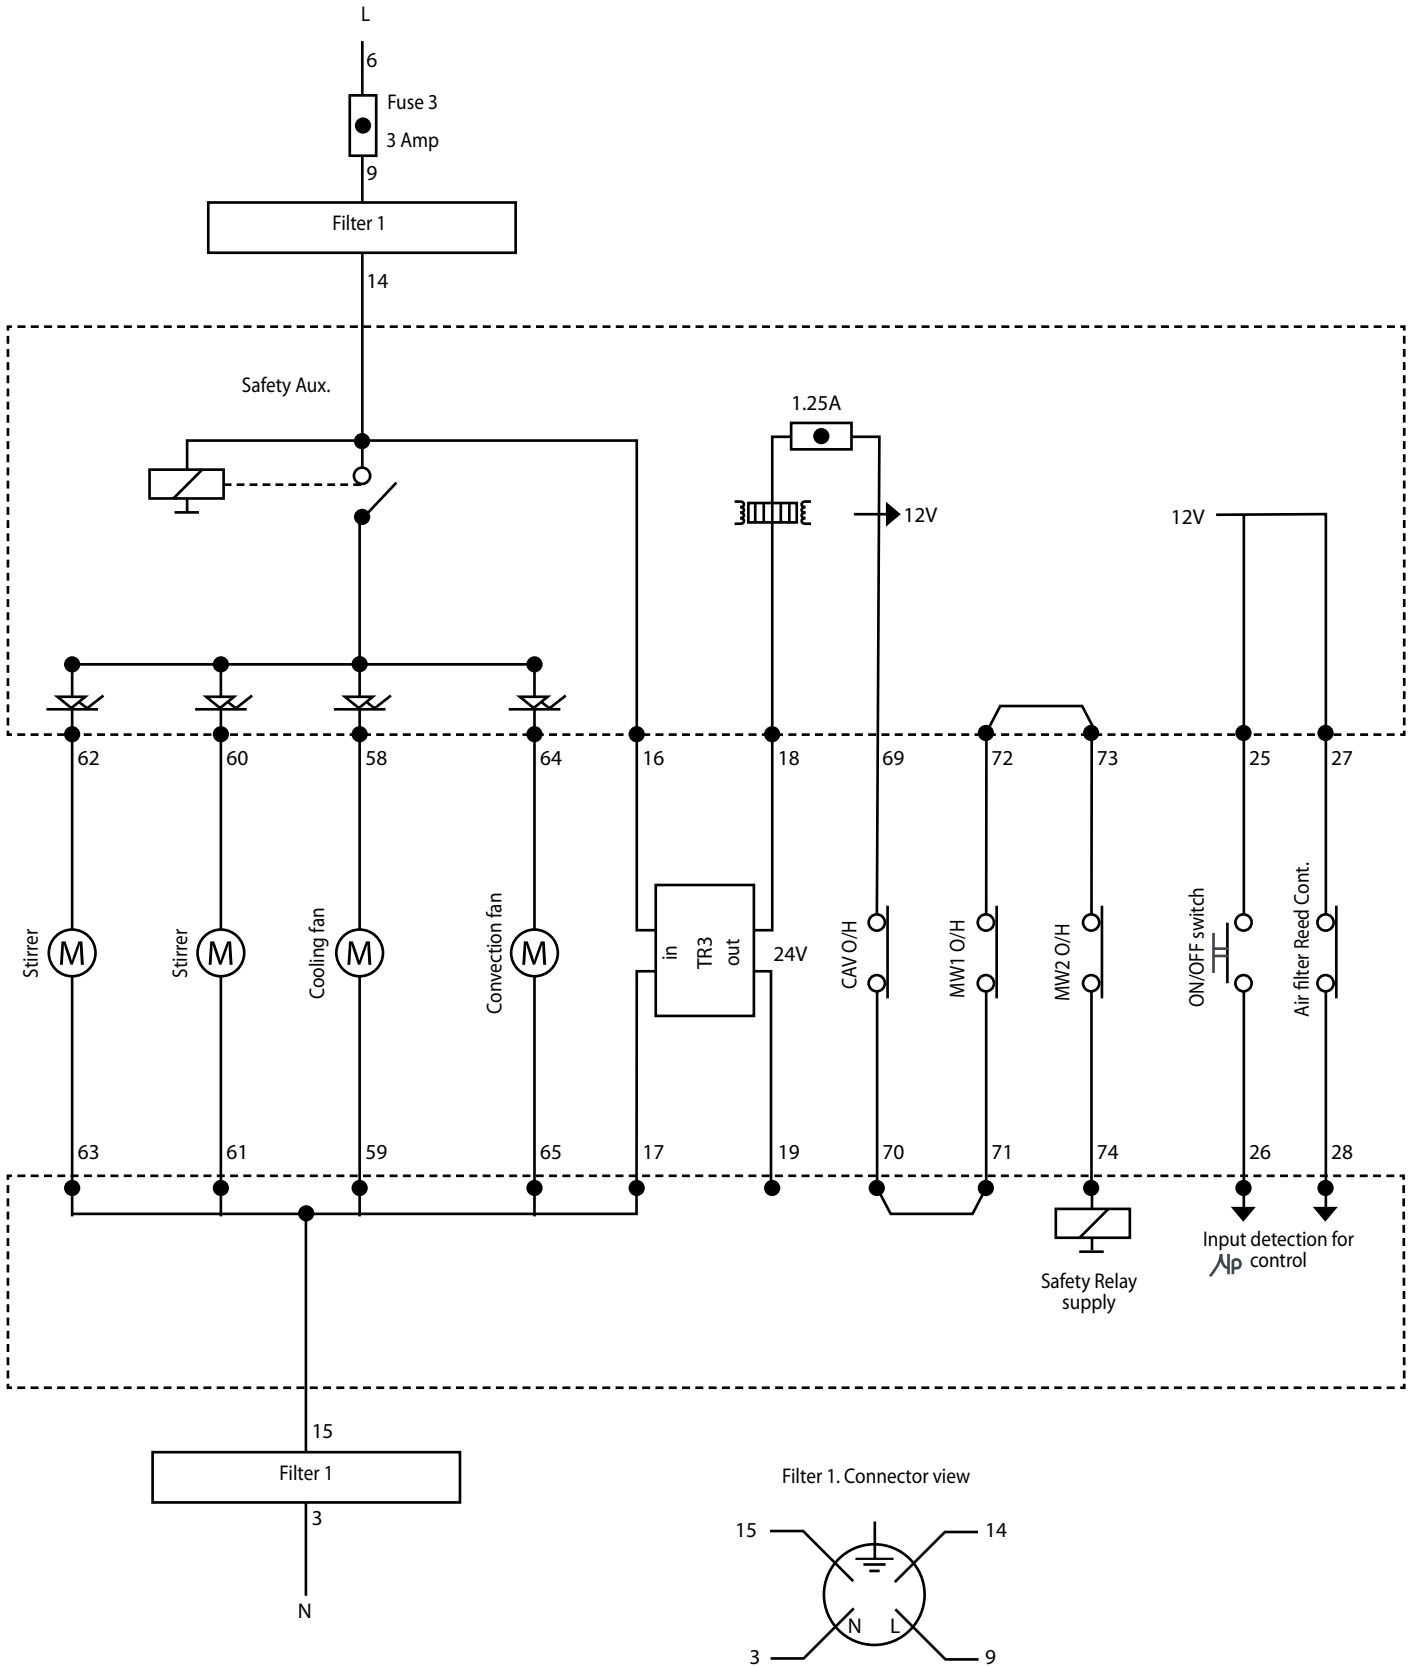 L
6
Fuse 3
3 Amp
9
Filter 1
14
Safety Aux.
1.25A
12V
12V
62
60
58
64
16
18
69
72
73
25
27
Stirrer
M
Stirrer
M
Cooling fan
M
Convection fan
M
in
TR3
out
24V
CAV O/H
MW1 O/H
MW2 O/H
ON/OFF switch
Air filter Reed Cont.
63
61
59
65
17
19
70
71
74
26
28
Input detection for
µp control
Safety Relay
supply
15
Filter 1
3
N
Filter 1. Connector view
15
14
N
L
3
9